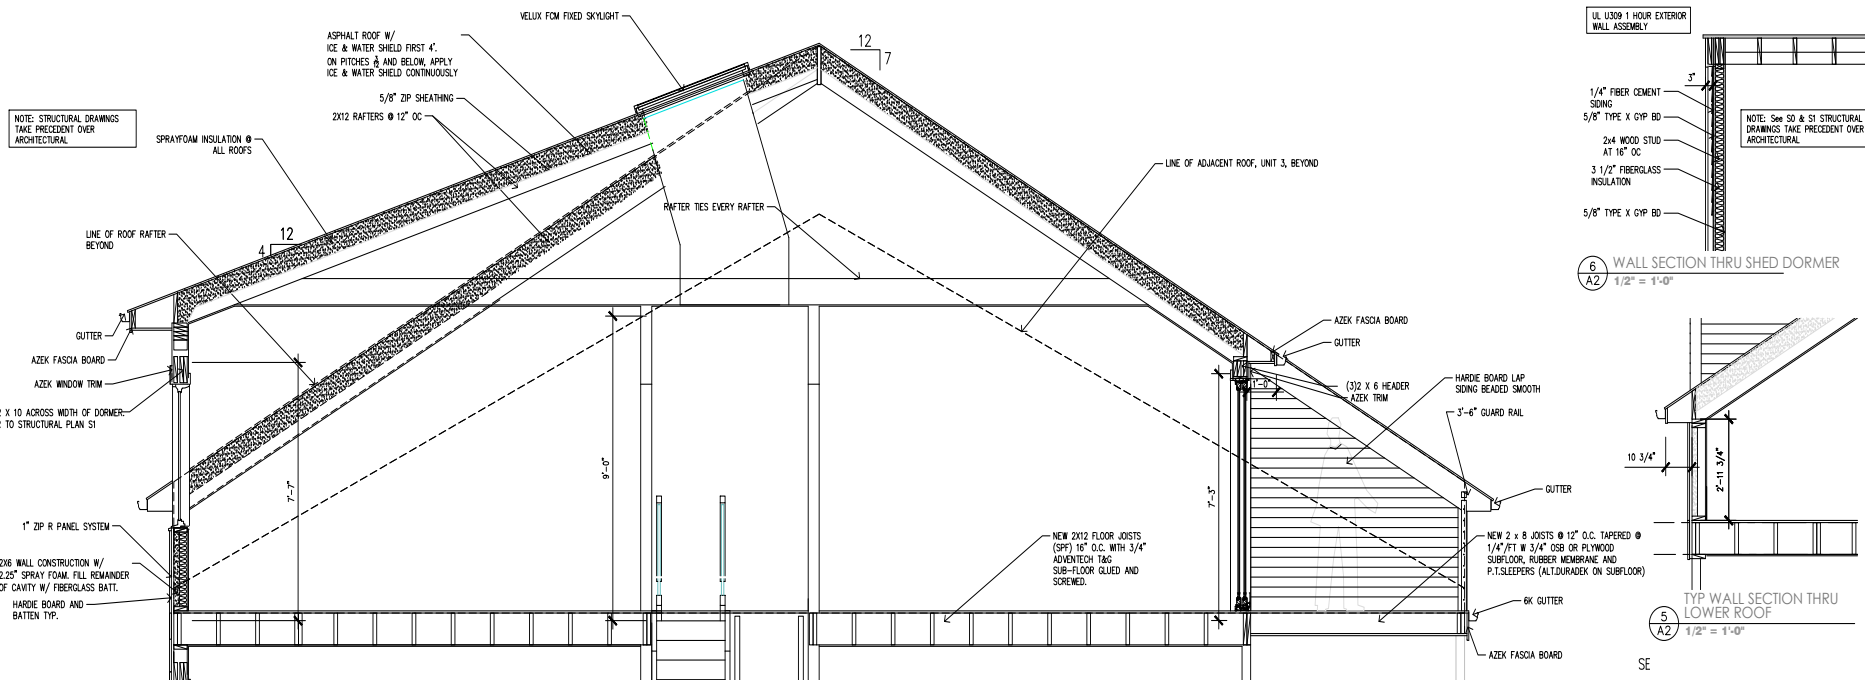 VELUX FCM FIXED SKYLIGHT
ASPHALT ROOF W/
ICE & WATER SHIELD FIRST 4'.
ON PITCHES 3/12 AND BELOW, APPLY
ICE & WATER SHIELD CONTINUOUSLY
5/8" ZIP SHEATHING
2X12 RAFTERS @ 12" OC
NOTE: STRUCTURAL DRAWINGS
TAKE PRECEDENT OVER
ARCHITECTURAL
SPRAYFOAM INSULATION @
ALL ROOFS
LINE OF ROOF RAFTER
BEYOND
12
4
12
7
RAFTER TIES EVERY RAFTER
LINE OF ADJACENT ROOF, UNIT 3, BEYOND
GUTTER
AZEK FASCIA BOARD
AZEK WINDOW TRIM
2 X 10 ACROSS WIDTH OF DORMER.
TO STRUCTURAL PLAN S1
7'-7"
9'-0"
7'-3"
1'-0"
1" ZIP R PANEL SYSTEM
2X6 WALL CONSTRUCTION W/
2.25" SPRAY FOAM. FILL REMAINDER
OF CAVITY W/ FIBERGLASS BATT.
HARDIE BOARD AND
BATTEN TYP.
NEW 2X12 FLOOR JOISTS
(SPF) 16" O.C. WITH 3/4"
ADVENTECH T&G
SUB-FLOOR GLUED AND
SCREWED.
AZEK FASCIA BOARD
GUTTER
(3)2 X 6 HEADER
AZEK TRIM
HARDIE BOARD LAP
SIDING BEADED SMOOTH
3'-6" GUARD RAIL
GUTTER
NEW 2 x 8 JOISTS @ 12" O.C. TAPERED @
1/4"/FT W 3/4" OSB OR PLYWOOD
SUBFLOOR, RUBBER MEMBRANE AND
P.T.SLEEPERS (ALT.DURADEK ON SUBFLOOR)
6K GUTTER
AZEK FASCIA BOARD
UL U309 1 HOUR EXTERIOR
WALL ASSEMBLY
3"
1/4" FIBER CEMENT
SIDING
5/8" TYPE X GYP BD
2x4 WOOD STUD
AT 16" OC
3 1/2" FIBERGLASS
INSULATION
5/8" TYPE X GYP BD
NOTE: See S0 & S1 STRUCTURAL
DRAWINGS TAKE PRECEDENT OVER
ARCHITECTURAL
6
A2
WALL SECTION THRU SHED DORMER
1/2" = 1'-0"
10 3/4"
2'-11 3/4"
5
A2
TYP WALL SECTION THRU
LOWER ROOF
1/2" = 1'-0"
SE